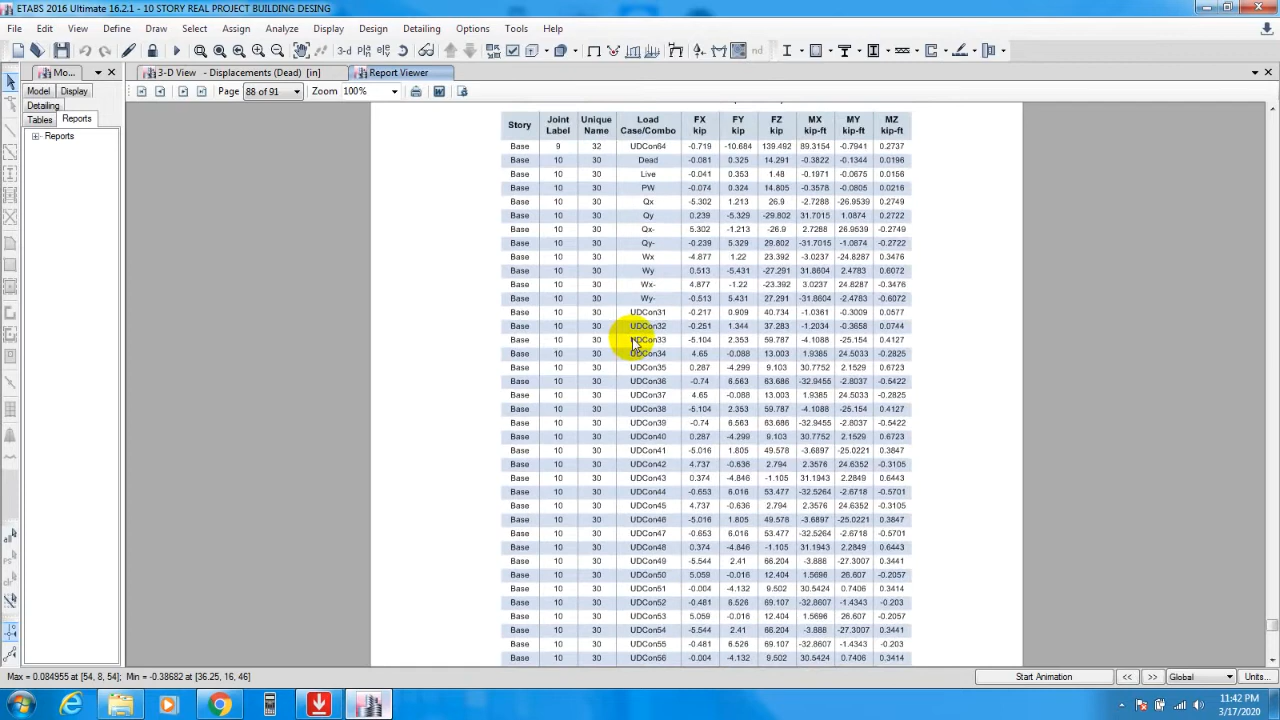 ETABS 2016 Ultimate 16.2.1 - 10 STORY REAL PROJECT BUILDING DESING
File Edit View Define Draw Select Assign Analyze Display Design Detailing Options Tools Help
3-d nd
Mo... 3-D View - Displacements (Dead) [in] Report Viewer
Model Display
Detailing
Tables Reports
Reports
Page 88 of 91 Zoom 100%
Story Joint Label Unique Name Load Case/Combo FX kip FY kip FZ kip MX kip-ft MY kip-ft MZ kip-ft
Base 9 32 UDCon64 -0.719 -10.684 139.492 89.3154 -0.7941 0.2737
Base 10 30 Dead -0.081 0.325 14.291 -0.3822 -0.1344 0.0196
Base 10 30 Live -0.041 0.353 1.48 -0.1971 -0.0675 0.0156
Base 10 30 PW -0.074 0.324 14.805 -0.3578 -0.0805 0.0216
Base 10 30 Qx -5.302 1.213 26.9 -2.7288 -26.9539 0.2749
Base 10 30 Qy 0.239 -5.329 -29.802 31.7015 1.0874 0.2722
Base 10 30 Qx- 5.302 -1.213 -26.9 2.7288 26.9539 -0.2749
Base 10 30 Qy- -0.239 5.329 29.802 -31.7015 -1.0874 -0.2722
Base 10 30 Wx -4.877 1.22 23.392 -3.0237 -24.8287 0.3476
Base 10 30 Wy 0.513 -5.431 -27.291 31.8604 2.4783 0.6072
Base 10 30 Wx- 4.877 -1.22 -23.392 3.0237 24.8287 -0.3476
Base 10 30 Wy- -0.513 5.431 27.291 -31.8604 -2.4783 -0.6072
Base 10 30 UDCon31 -0.217 0.909 40.734 -1.0361 -0.3009 0.0577
Base 10 30 UDCon32 -0.251 1.344 37.283 -1.2034 -0.3658 0.0744
Base 10 30 UDCon33 -5.104 2.353 59.787 -4.1088 -25.154 0.4127
Base 10 30 UDCon34 4.65 -0.088 13.003 1.9385 24.5033 -0.2825
Base 10 30 UDCon35 0.287 -4.299 9.103 30.7752 2.1529 0.6723
Base 10 30 UDCon36 -0.74 6.563 63.686 -32.9455 -2.8037 -0.5422
Base 10 30 UDCon37 4.65 -0.088 13.003 1.9385 24.5033 -0.2825
Base 10 30 UDCon38 -5.104 2.353 59.787 -4.1088 -25.154 0.4127
Base 10 30 UDCon39 -0.74 6.563 63.686 -32.9455 -2.8037 -0.5422
Base 10 30 UDCon40 0.287 -4.299 9.103 30.7752 2.1529 0.6723
Base 10 30 UDCon41 -5.016 1.805 49.578 -3.6897 -25.0221 0.3847
Base 10 30 UDCon42 4.737 -0.636 2.794 2.3576 24.6352 -0.3105
Base 10 30 UDCon43 0.374 -4.846 -1.105 31.1943 2.2849 0.6443
Base 10 30 UDCon44 -0.653 6.016 53.477 -32.5264 -2.6718 -0.5701
Base 10 30 UDCon45 4.737 -0.636 2.794 2.3576 24.6352 -0.3105
Base 10 30 UDCon46 -5.016 1.805 49.578 -3.6897 -25.0221 0.3847
Base 10 30 UDCon47 -0.653 6.016 53.477 -32.5264 -2.6718 -0.5701
Base 10 30 UDCon48 0.374 -4.846 -1.105 31.1943 2.2849 0.6443
Base 10 30 UDCon49 -5.544 2.41 66.204 -3.888 -27.3007 0.3441
Base 10 30 UDCon50 5.059 -0.016 12.404 1.5696 26.607 -0.2057
Base 10 30 UDCon51 -0.004 -4.132 9.502 30.5424 0.7406 0.3414
Base 10 30 UDCon52 -0.481 6.526 69.107 -32.8607 -1.4343 -0.203
Base 10 30 UDCon53 5.059 -0.016 12.404 1.5696 26.607 -0.2057
Base 10 30 UDCon54 -5.544 2.41 66.204 -3.888 -27.3007 0.3441
Base 10 30 UDCon55 -0.481 6.526 69.107 -32.8607 -1.4343 -0.203
Base 10 30 UDCon56 -0.004 -4.132 9.502 30.5424 0.7406 0.3414
Max = 0.084955 at [54, 8, 54]; Min = -0.38682 at [36.25, 16, 46] Start Animation << >> Global Units...
11:42 PM
3/17/2020